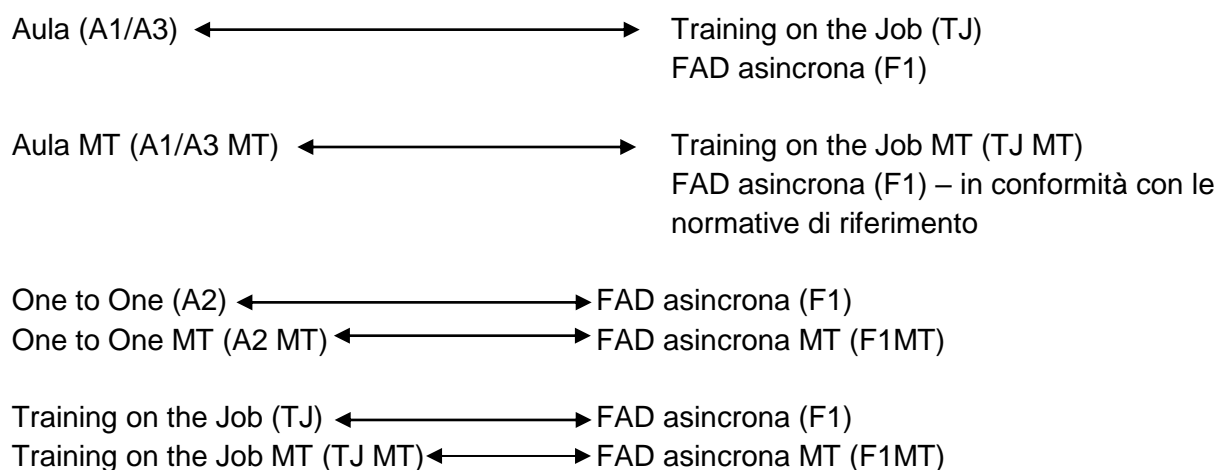 Aula (A1/A3) Training on the Job (TJ)
FAD asincrona (F1)
Aula MT (A1/A3 MT) Training on the Job MT (TJ MT)
FAD asincrona (F1) – in conformità con le
normative di riferimento
One to One (A2) FAD asincrona (F1)
One to One MT (A2 MT) FAD asincrona MT (F1MT)
Training on the Job (TJ) FAD asincrona (F1)
Training on the Job MT (TJ MT) FAD asincrona MT (F1MT)